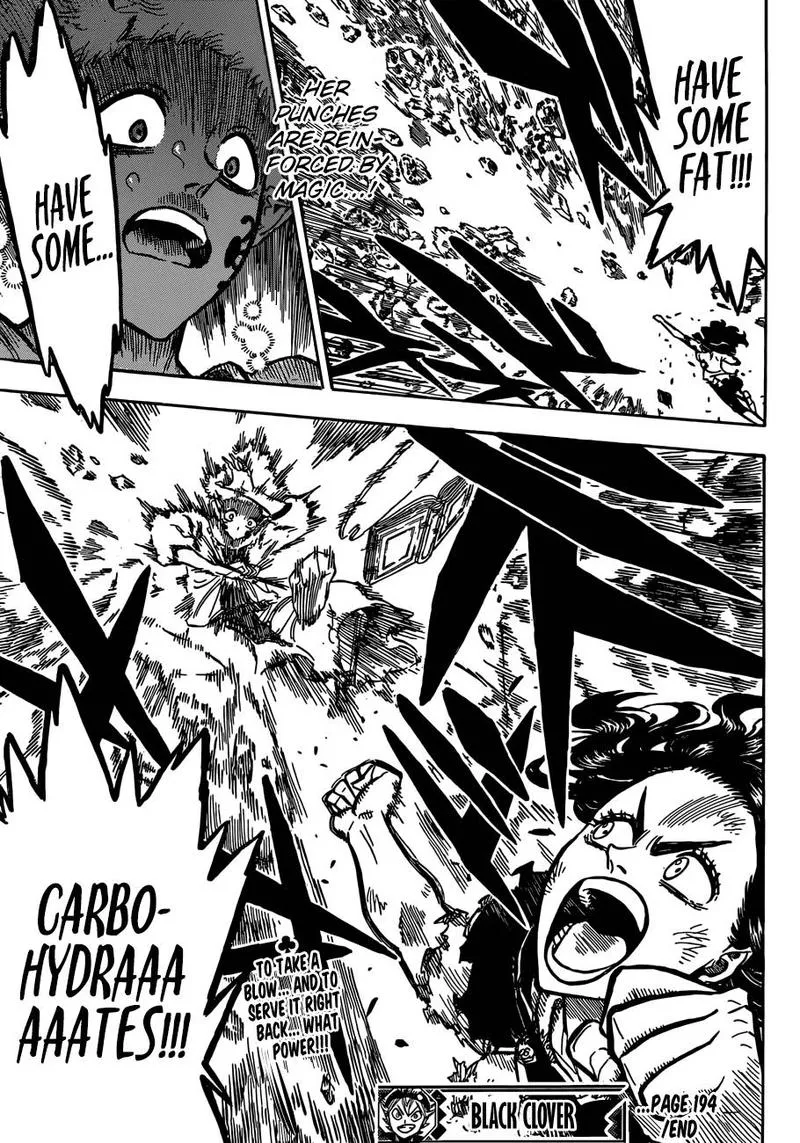 HAVE
SOME
FAT!!!
HER
PUNCHES
ARE REIN-
FORCED BY
MAGIC...!
HAVE
SOME...
CARBO-
HYDRAAA
AAATES!!!
TO TAKE A
BLOW... AND TO
SERVE IT RIGHT
BACK... WHAT
POWER!!!
BLACK CLOVER
...PAGE 194
/END